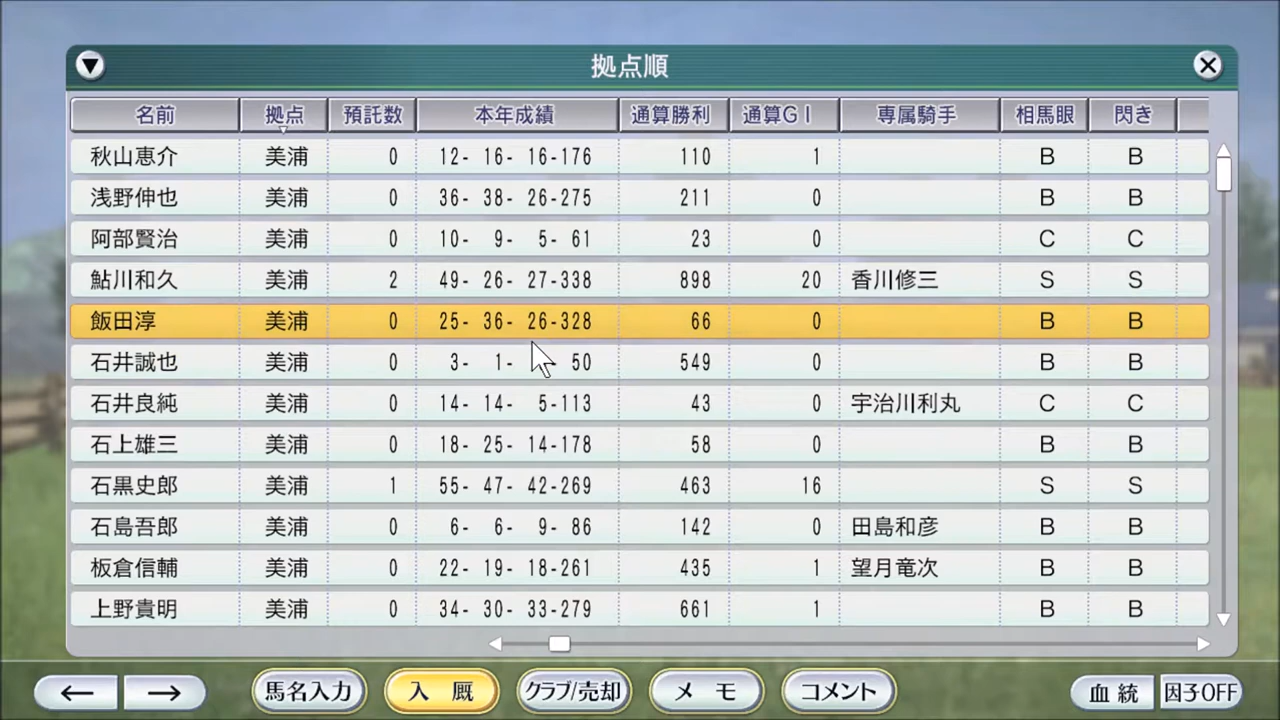 拠点順
名前 拠点 預託数 本年成績 通算勝利 通算GⅠ 専属騎手 相馬眼 閃き
秋山恵介 美浦 0 12- 16- 16-176 110 1 B B
浅野伸也 美浦 0 36- 38- 26-275 211 0 B B
阿部賢治 美浦 0 10- 9- 5- 61 23 0 C C
鮎川和久 美浦 2 49- 26- 27-338 898 20 香川修三 S S
飯田淳 美浦 0 25- 36- 26-328 66 0 B B
石井誠也 美浦 0 3- 1- 50 549 0 B B
石井良純 美浦 0 14- 14- 5-113 43 0 宇治川利丸 C C
石上雄三 美浦 0 18- 25- 14-178 58 0 B B
石黒史郎 美浦 1 55- 47- 42-269 463 16 S S
石島吾郎 美浦 0 6- 6- 9- 86 142 0 田島和彦 B B
板倉信輔 美浦 0 22- 19- 18-261 435 1 望月竜次 B B
上野貴明 美浦 0 34- 30- 33-279 661 1 B B
← → 馬名入力 入厩 クラブ/売却 メモ コメント 血統 因子OFF